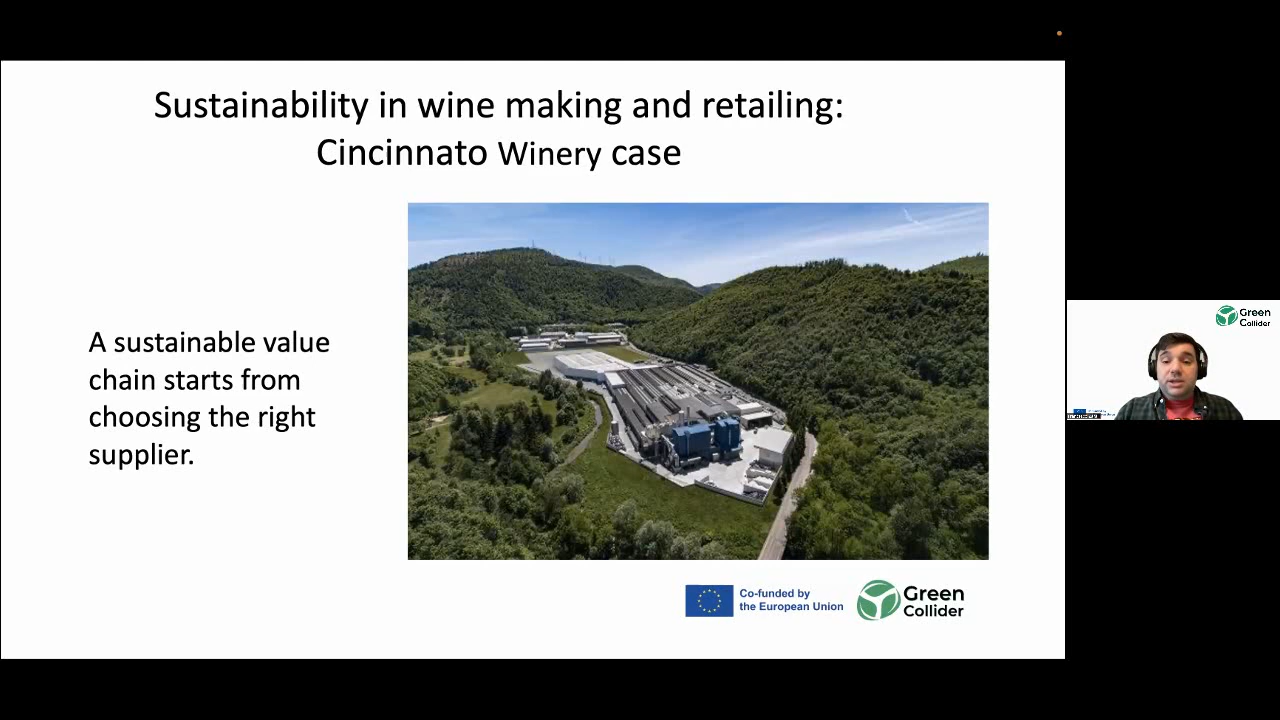 Sustainability in wine making and retailing:
Cincinnato Winery case
A sustainable value
chain starts from
choosing the right
supplier.
Co-funded by
the European Union
Green
Collider
Green
Collider